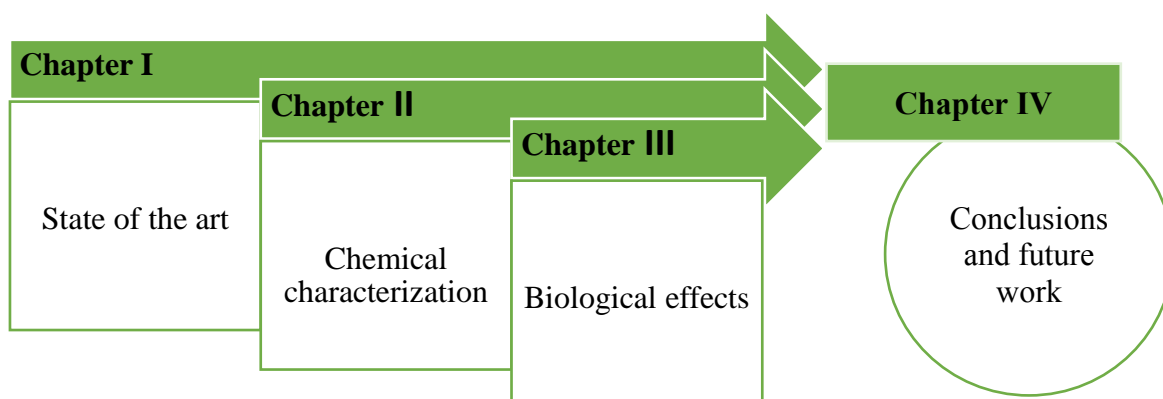 Chapter I
State of the art
Chapter II
Chemical
characterization
Chapter III
Biological effects
Chapter IV
Conclusions
and future
work